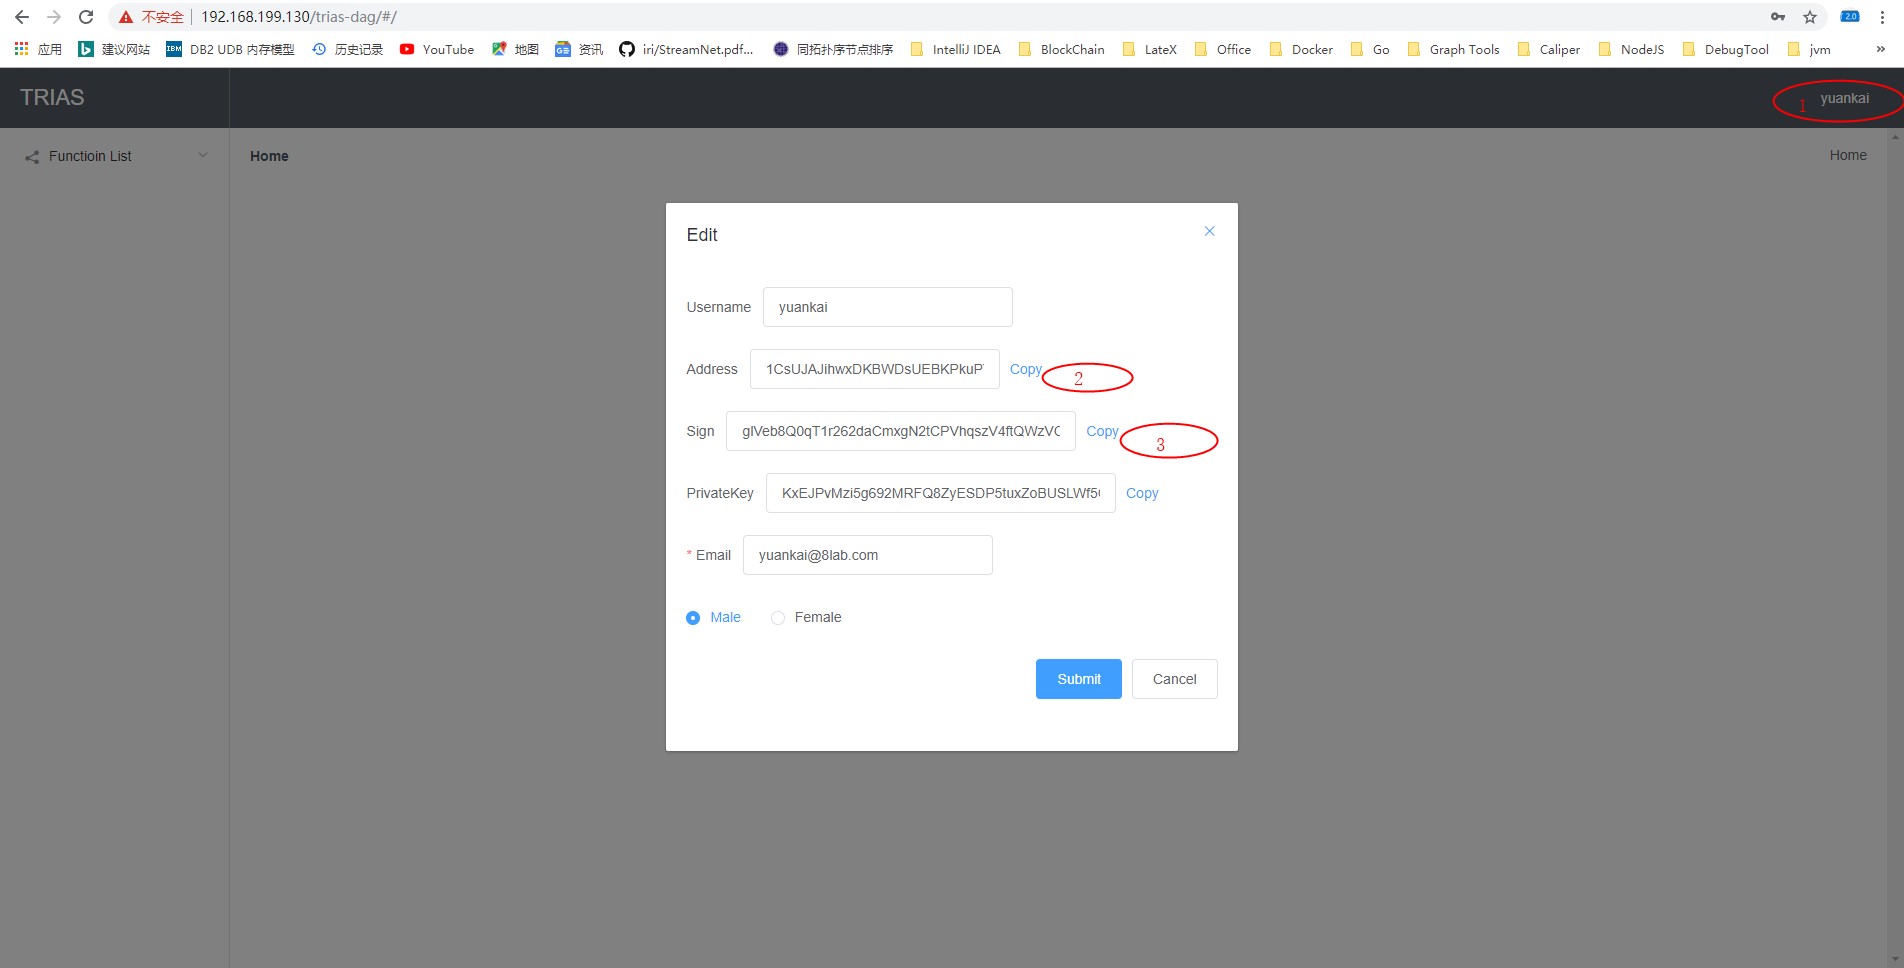 不安全 192.168.199.130/trias-dag/#/
应用 建议网站 IBM DB2 UDB 内存模型 历史记录 YouTube 地图 资讯 iri/StreamNet.pdf... 同拓扑序节点排序 IntelliJ IDEA BlockChain LateX Office Docker Go Graph Tools Caliper NodeJS DebugTool jvm »
TRIAS
1 yuankai
Functioin List
Home
Home
Edit
Username yuankai
Address 1CsUJAJihwxDKBWDsUEBKPkuP Copy 2
Sign glVeb8Q0qT1r262daCmxgN2tCPVhqszV4ftQWzVC Copy 3
PrivateKey KxEJPvMzi5g692MRFQ8ZyESDP5tuxZoBUSLWf5 Copy
* Email yuankai@8lab.com
Male Female
Submit Cancel